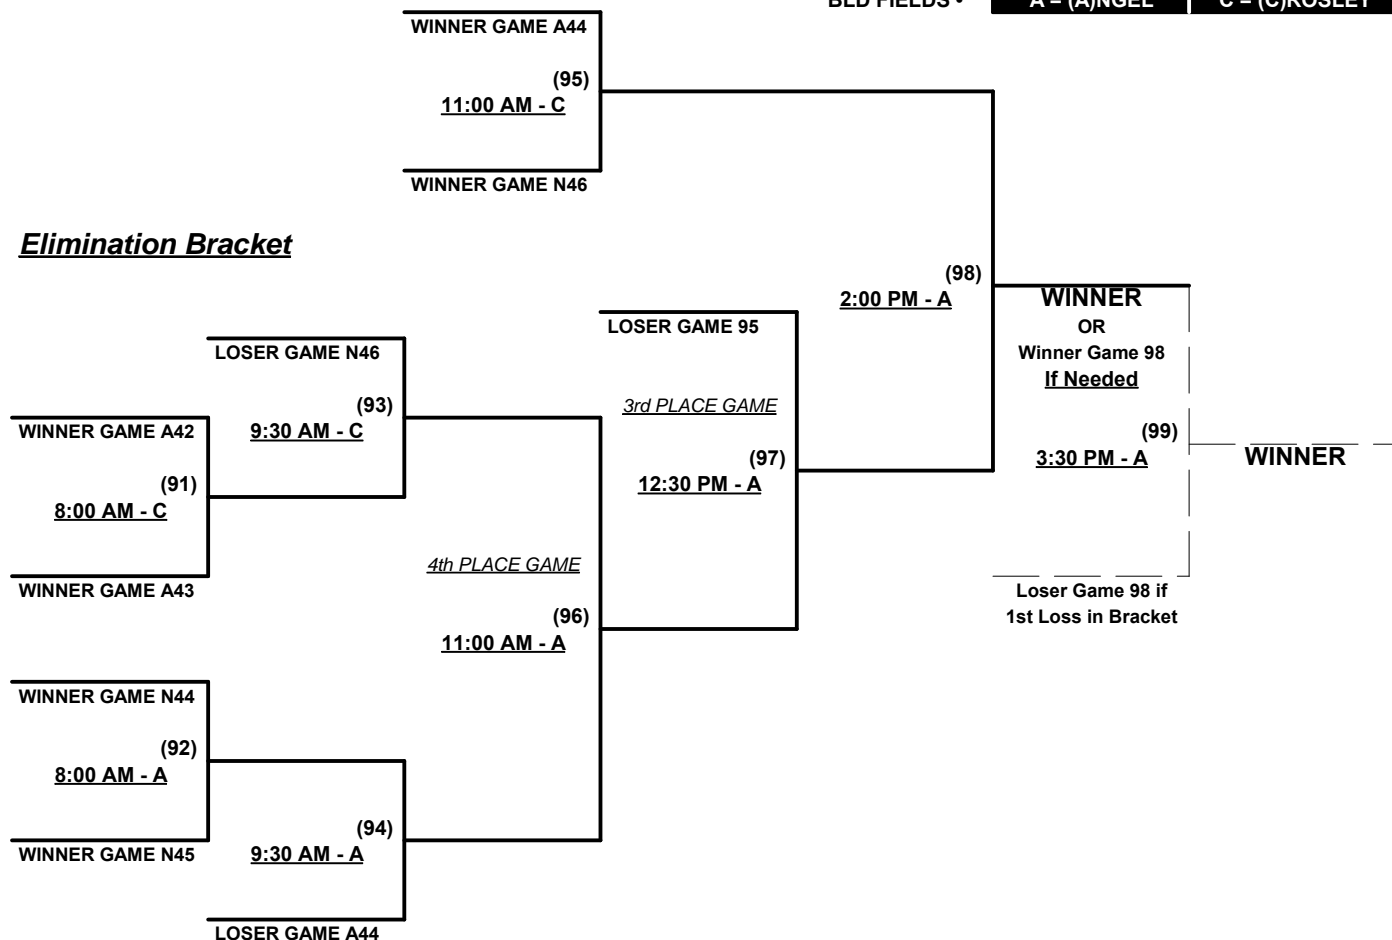 BLD FIELDS •
A = (A)NGEL
C = (C)ROSLEY
WINNER GAME A44
(95)
11:00 AM - C
WINNER GAME N46
Elimination Bracket
(98)
2:00 PM - A
WINNER
OR
Winner Game 98
If Needed
LOSER GAME 95
LOSER GAME N46
3rd PLACE GAME
(93)
9:30 AM - C
WINNER GAME A42
(99)
3:30 PM - A
WINNER
(97)
12:30 PM - A
(91)
8:00 AM - C
4th PLACE GAME
WINNER GAME A43
Loser Game 98 if
1st Loss in Bracket
(96)
11:00 AM - A
WINNER GAME N44
(92)
8:00 AM - A
(94)
9:30 AM - A
WINNER GAME N45
LOSER GAME A44